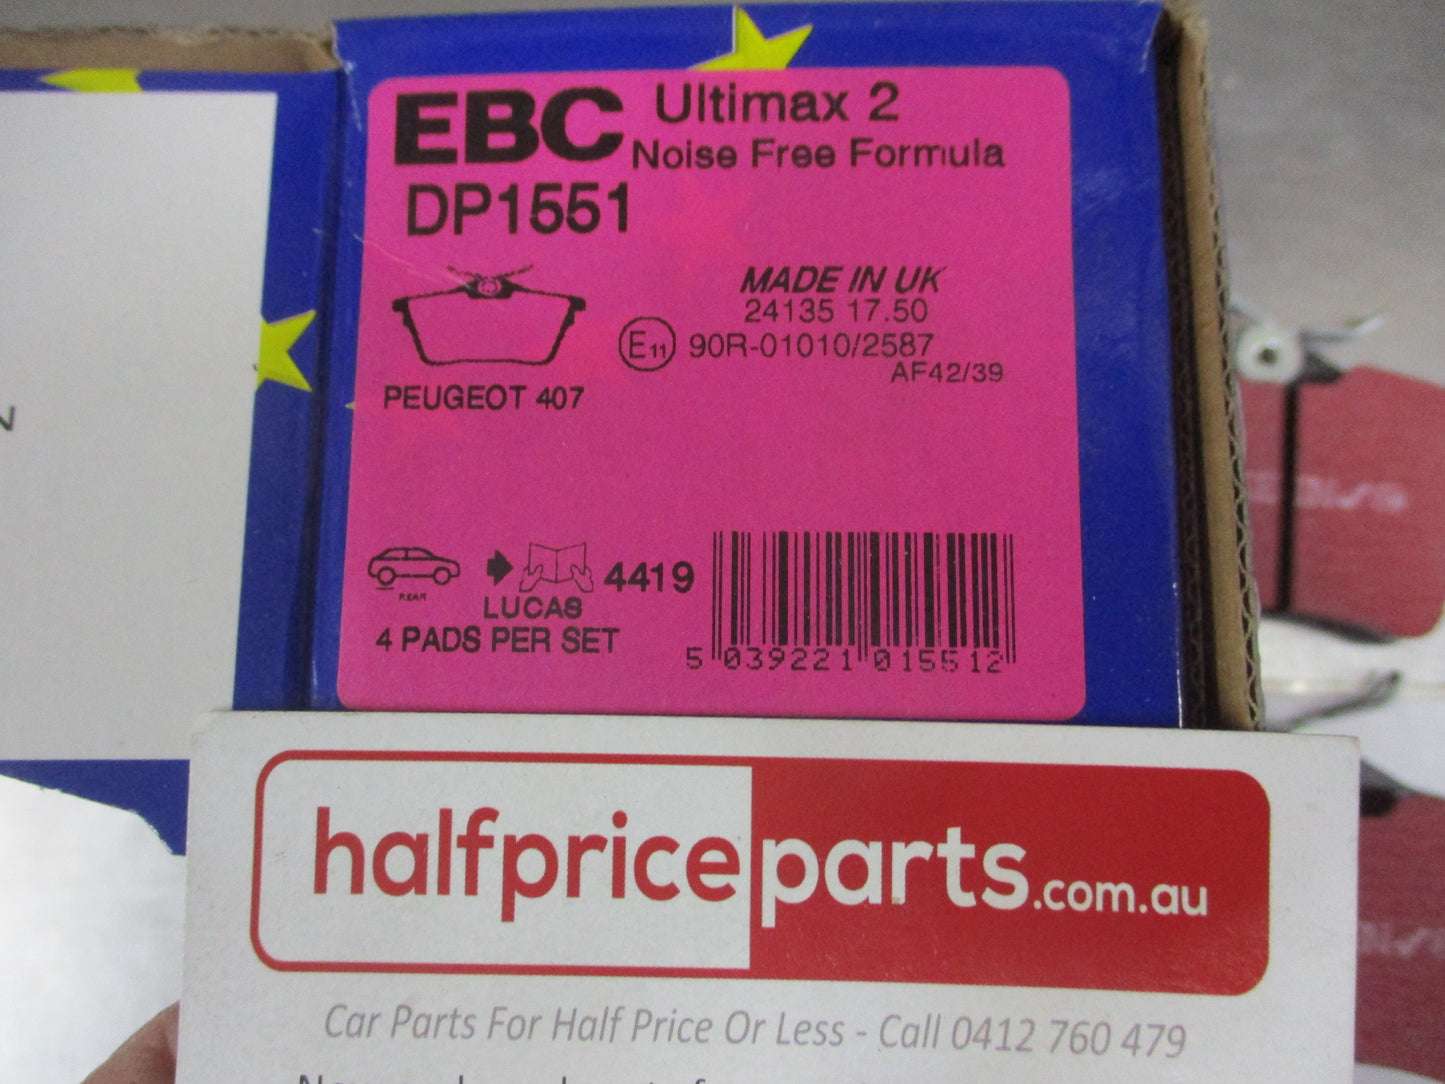 EBC Ultimax 2
Noise Free Formula
DP1551
MADE IN UK
24135 17.50
E11 90R-01010/2587
AF42/39
PEUGEOT 407
REAR
4419
LUCAS
4 PADS PER SET
5 039221 015512
halfpriceparts.com.au
Car Parts For Half Price Or Less - Call 0412 760 479